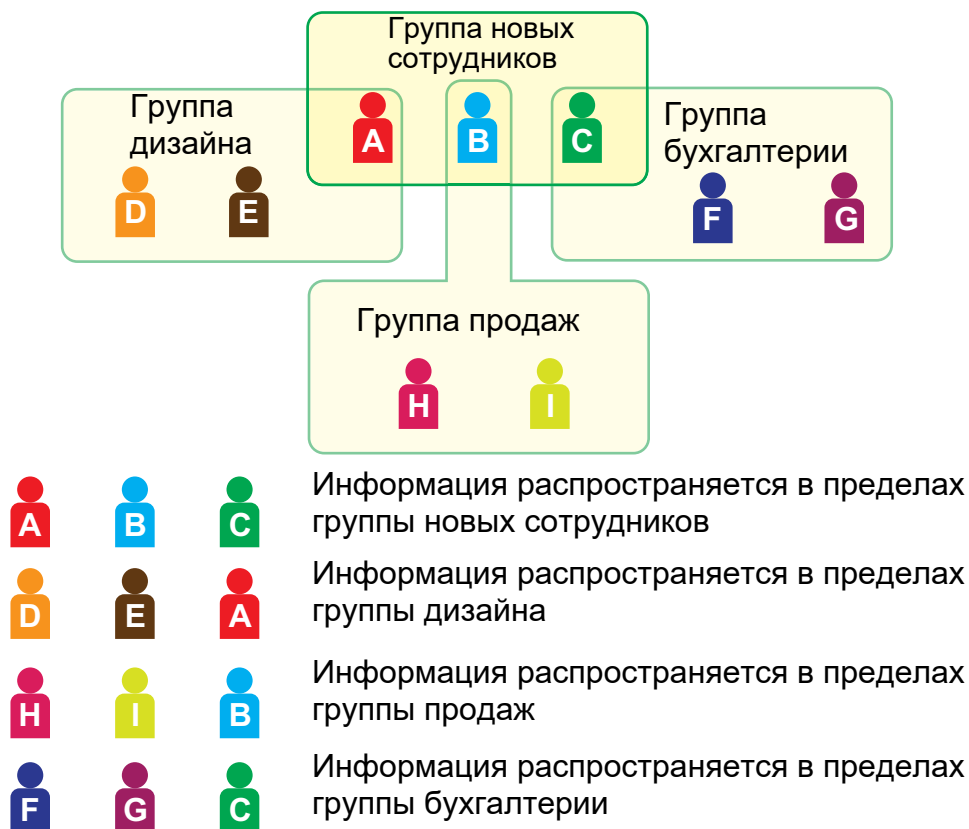 Группа новых
сотрудников
Группа
дизайна
A
B
C
Группа
бухгалтерии
D
E
F
G
Группа продаж
H
I
A B C
Информация распространяется в пределах
группы новых сотрудников
D E A
Информация распространяется в пределах
группы дизайна
H I B
Информация распространяется в пределах
группы продаж
F G C
Информация распространяется в пределах
группы бухгалтерии